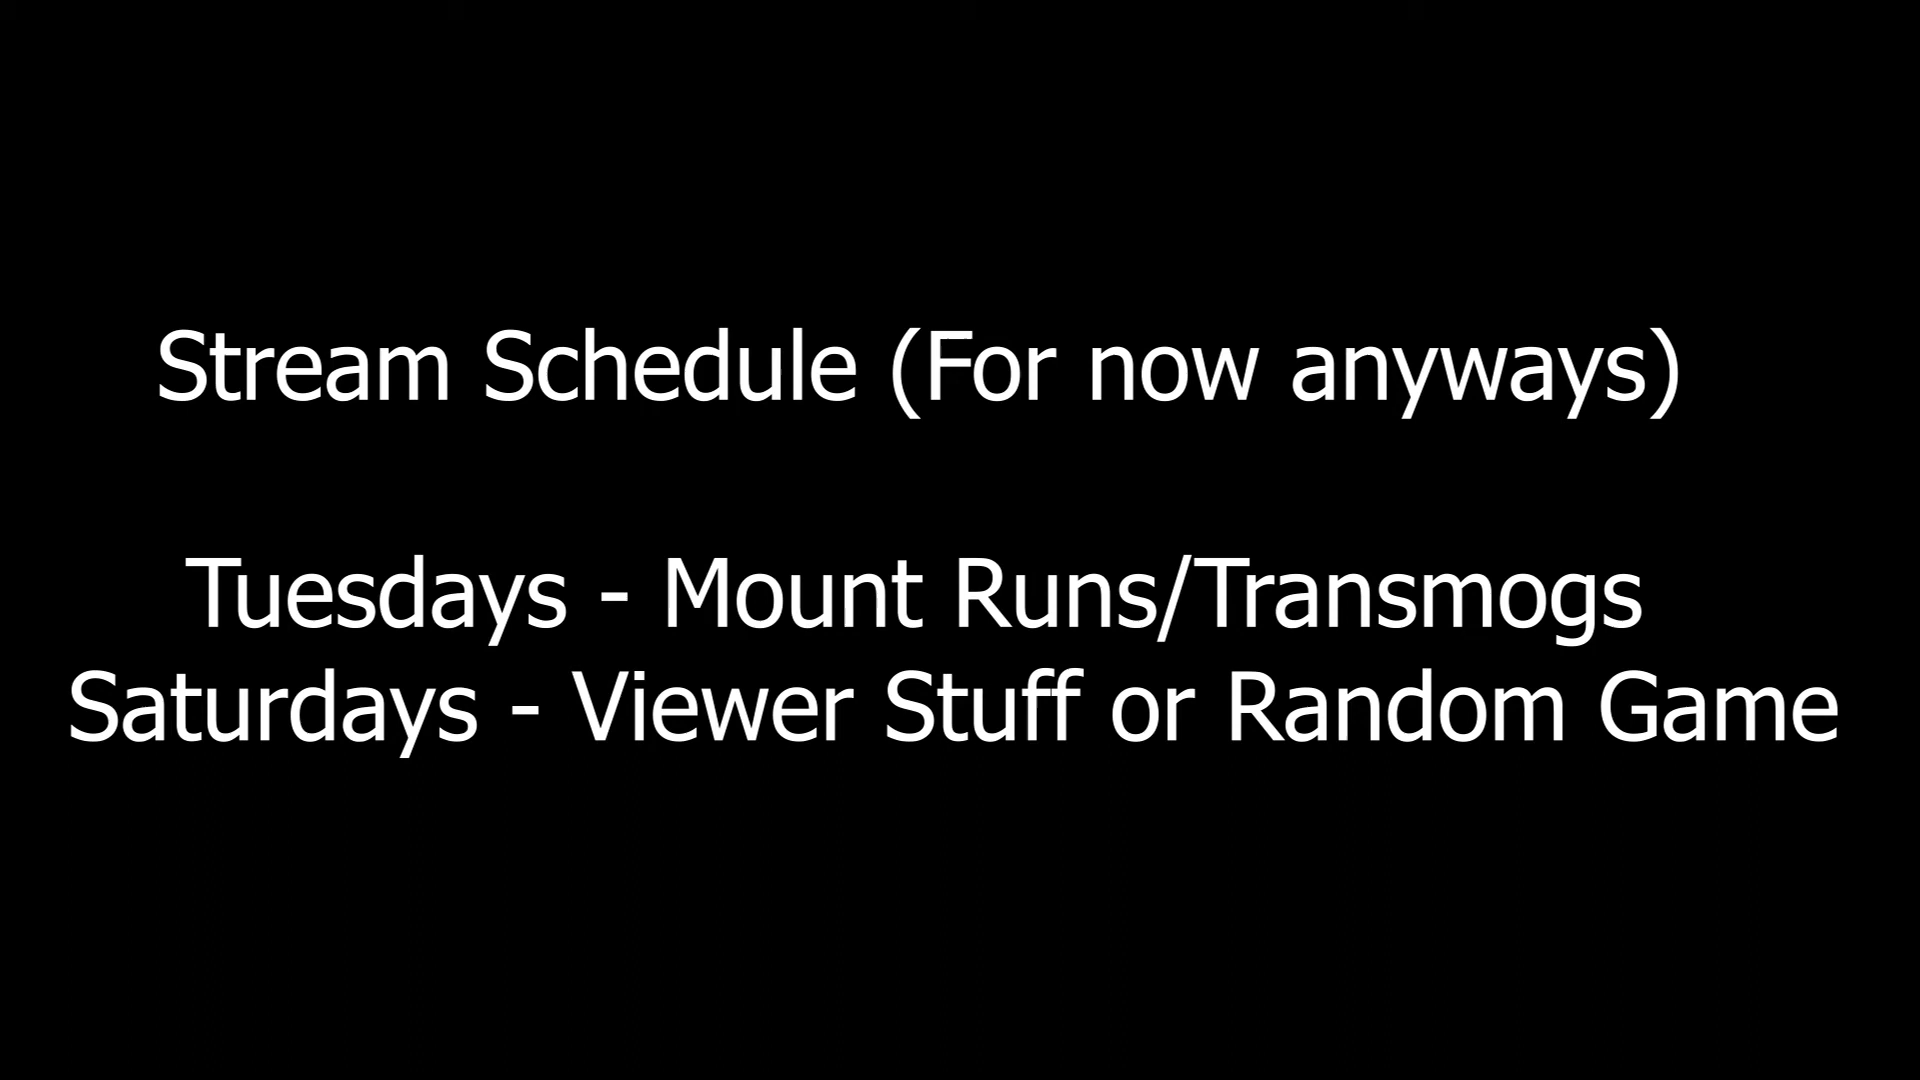 Stream Schedule (For now anyways)
Tuesdays - Mount Runs/Transmogs
Saturdays - Viewer Stuff or Random Game